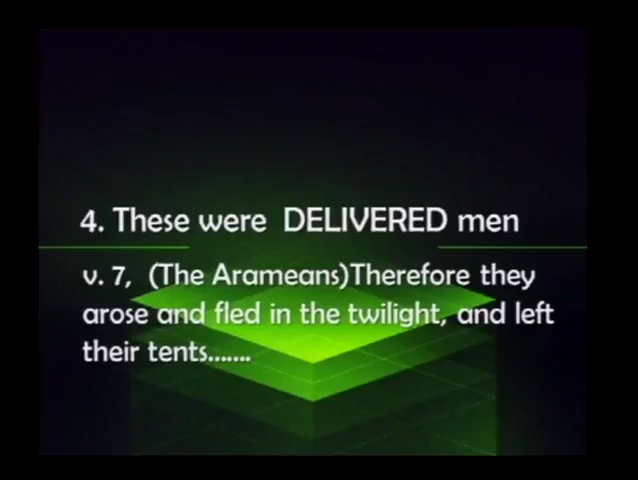 4. These were DELIVERED men
v. 7, (The Arameans)Therefore they
arose and fled in the twilight, and left
their tents.......